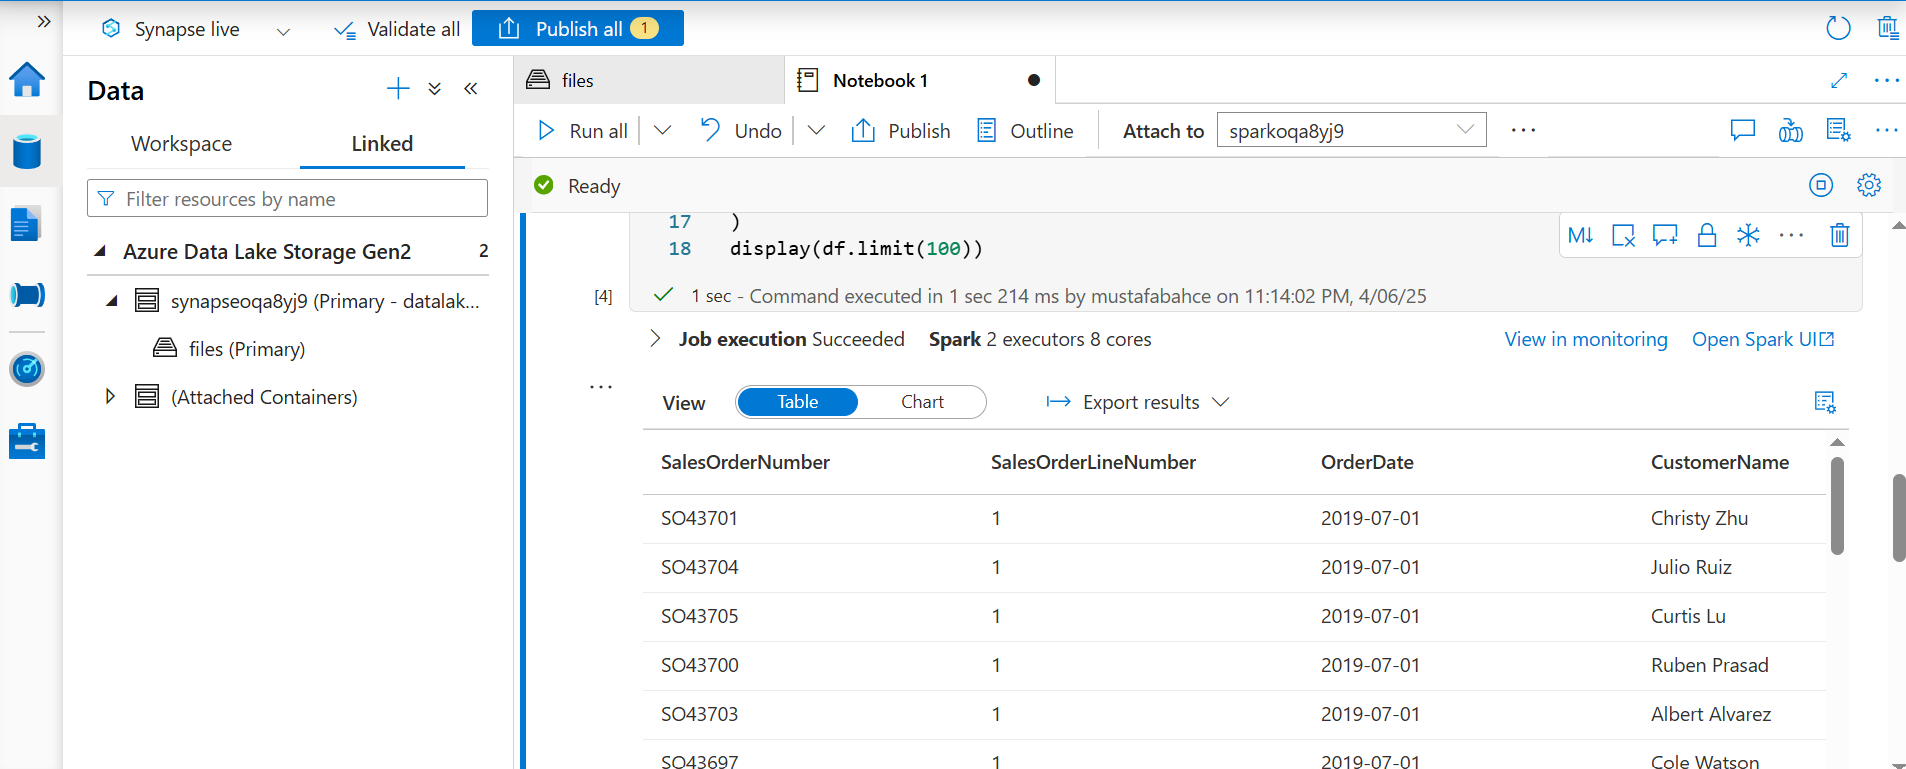 Synapse live Validate all Publish all 1
Data
Workspace Linked
Filter resources by name
Azure Data Lake Storage Gen2 2
synapseoqa8yj9 (Primary - datalak...
files (Primary)
(Attached Containers)
files Notebook 1
Run all Undo Publish Outline Attach to sparkoqa8yj9
Ready
17 )
18 display(df.limit(100))
M↓
[4] 1 sec - Command executed in 1 sec 214 ms by mustafabahce on 11:14:02 PM, 4/06/25
Job execution Succeeded Spark 2 executors 8 cores View in monitoring Open Spark UI
View Table Chart Export results
SalesOrderNumber SalesOrderLineNumber OrderDate CustomerName
SO43701 1 2019-07-01 Christy Zhu
SO43704 1 2019-07-01 Julio Ruiz
SO43705 1 2019-07-01 Curtis Lu
SO43700 1 2019-07-01 Ruben Prasad
SO43703 1 2019-07-01 Albert Alvarez
SO43697 1 2019-07-01 Cole Watson